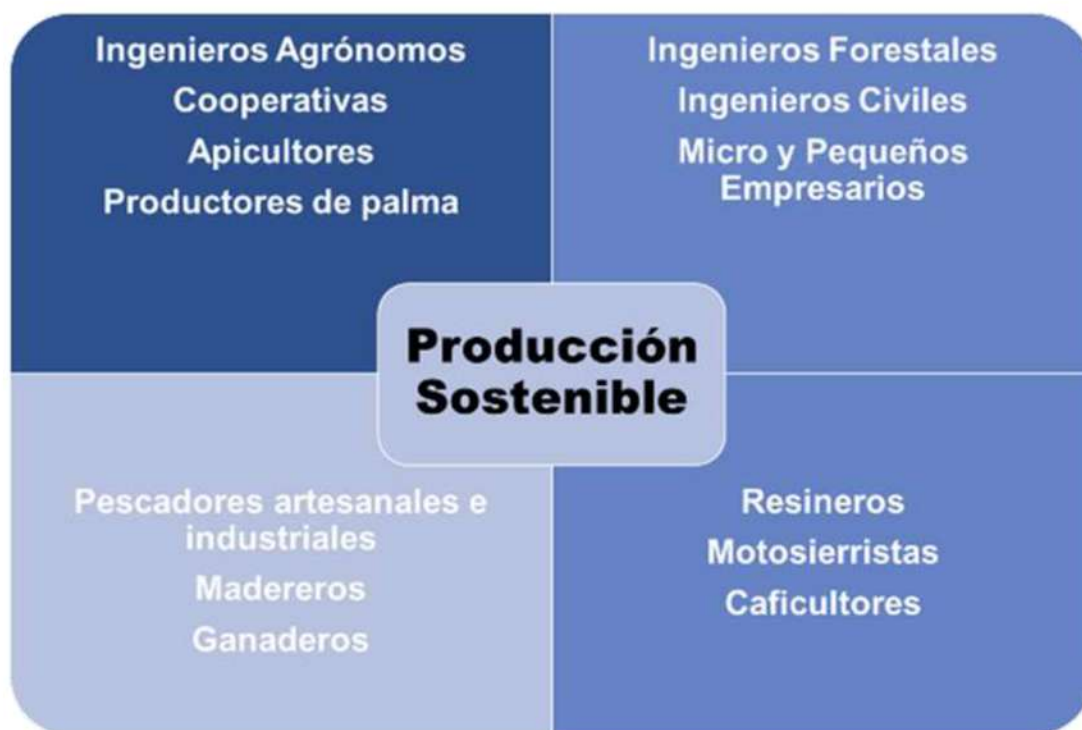 Ingenieros Agrónomos
Cooperativas
Apicultores
Productores de palma
Ingenieros Forestales
Ingenieros Civiles
Micro y Pequeños
Empresarios
Producción
Sostenible
Pescadores artesanales e
industriales
Madereros
Ganaderos
Resineros
Motosierristas
Caficultores